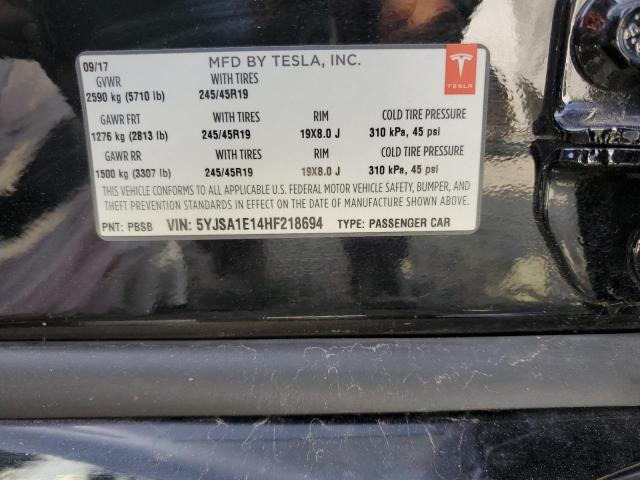 09/17 MFD BY TESLA, INC.
GVWR WITH TIRES
2590 kg (5710 lb) 245/45R19
GAWR FRT WITH TIRES RIM COLD TIRE PRESSURE
1276 kg (2813 lb) 245/45R19 19X8.0 J 310 kPa, 45 psi
GAWR RR WITH TIRES RIM COLD TIRE PRESSURE
1500 kg (3307 lb) 245/45R19 19X8.0 J 310 kPa, 45 psi
THIS VEHICLE CONFORMS TO ALL APPLICABLE U.S. FEDERAL MOTOR VEHICLE SAFETY, BUMPER, AND
THEFT PREVENTION STANDARDS IN EFFECT ON THE DATE OF MANUFACTURE SHOWN ABOVE.
PNT: PBSB VIN: 5YJSA1E14HF218694 TYPE: PASSENGER CAR
TESLA